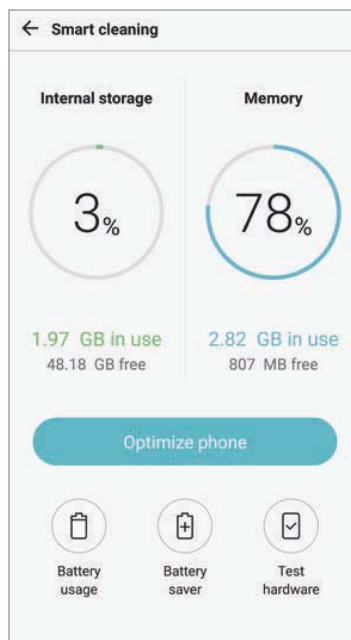 Smart cleaning
Internal storage
Memory
3%
78%
1.97 GB in use
2.82 GB in use
48.18 GB free
807 MB free
Optimize phone
Battery
usage
Battery
saver
Test
hardware